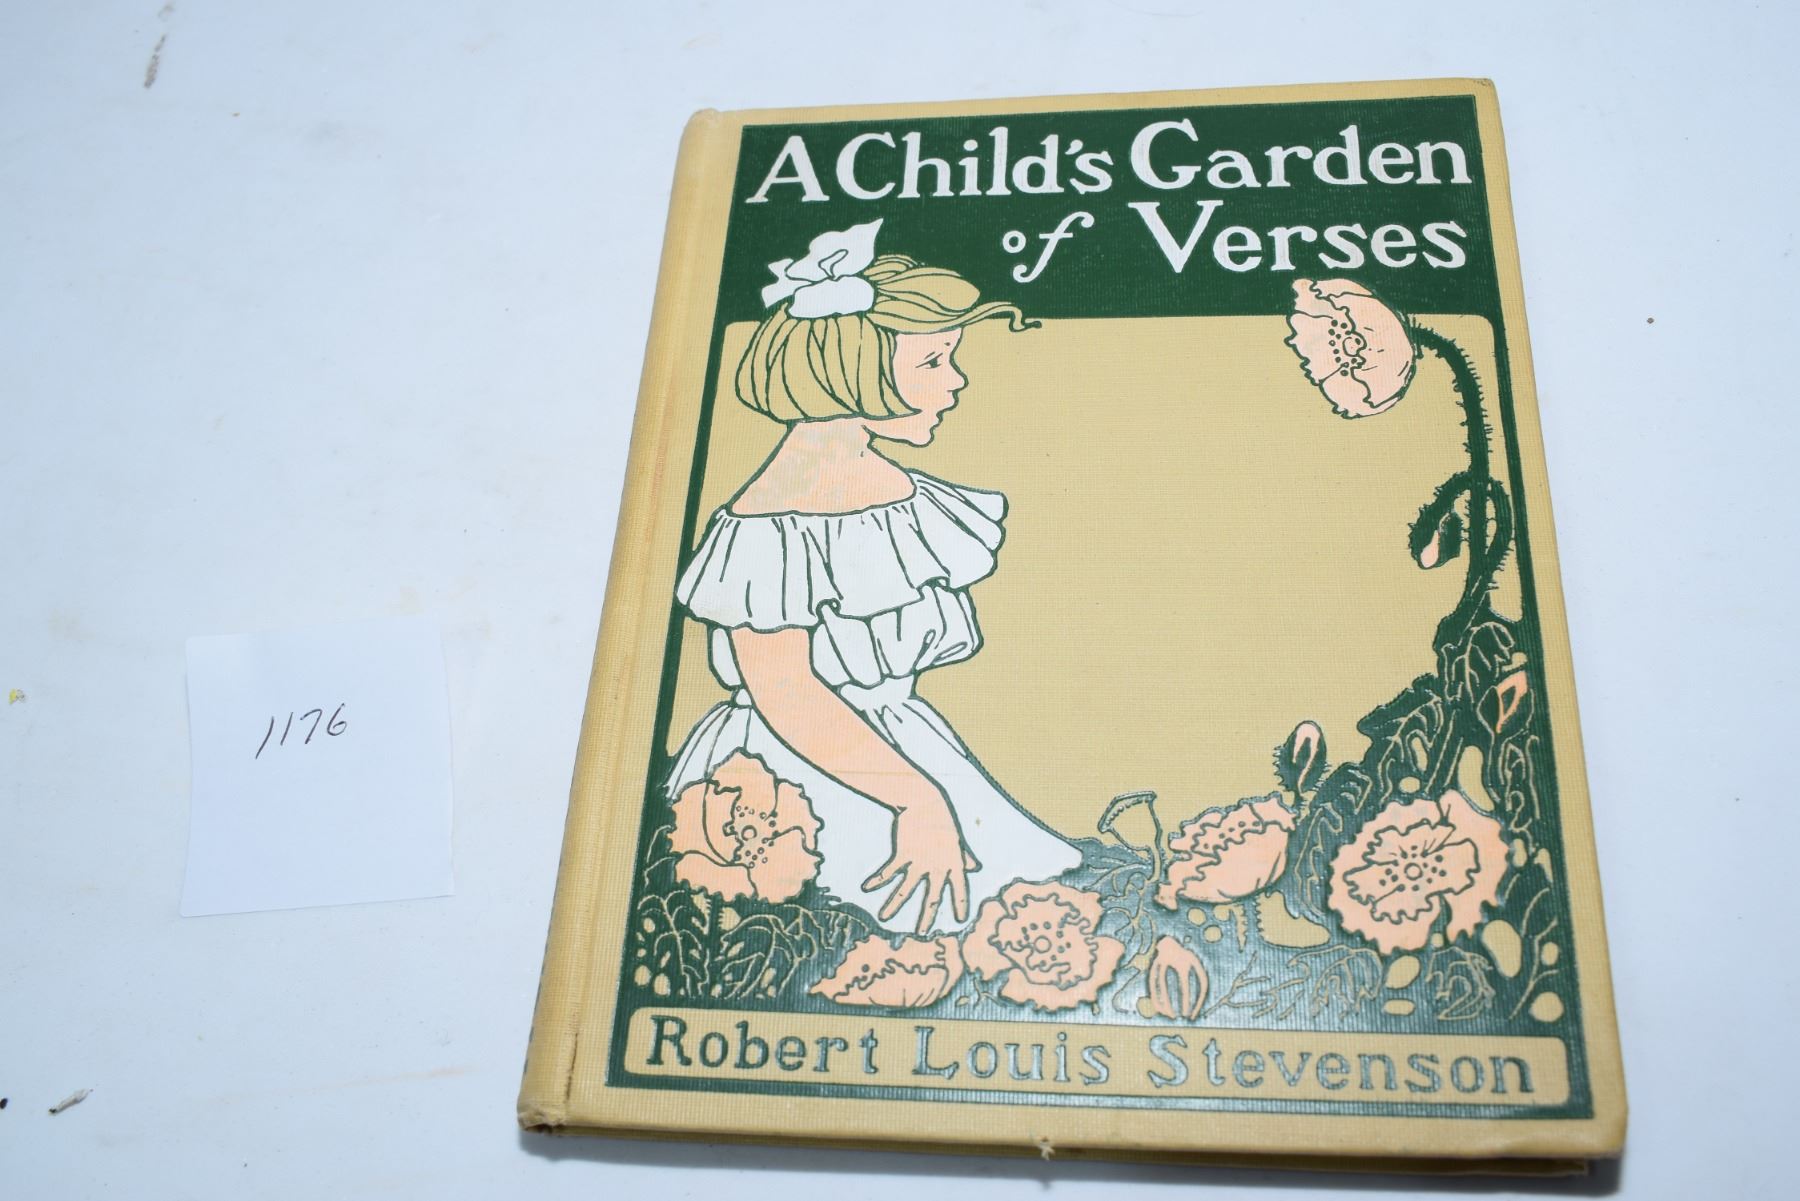 A Child's Garden
of Verses
1176
Robert Louis Stevenson